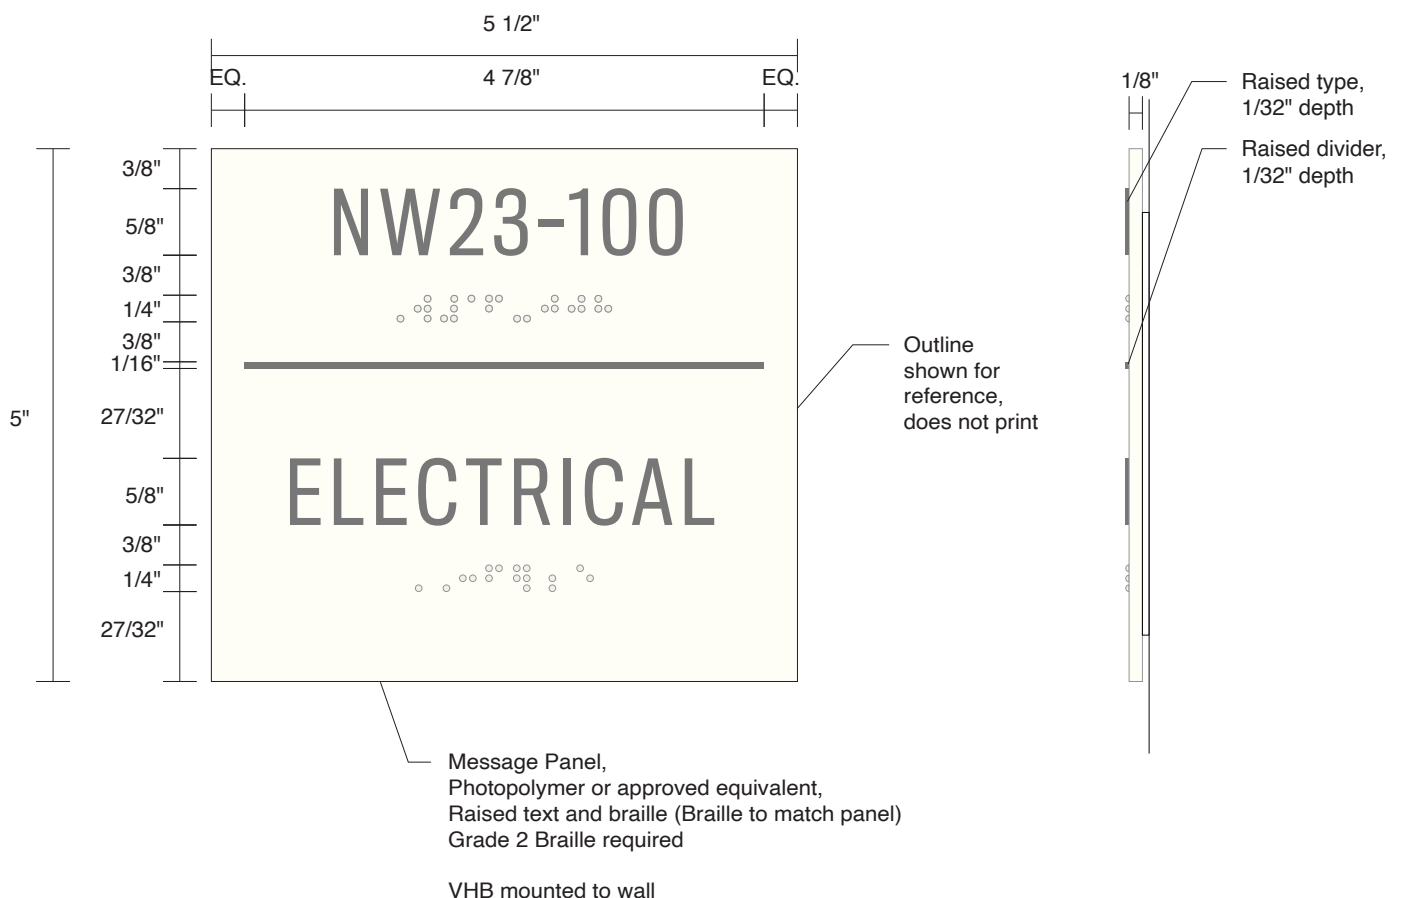 5 1/2"
EQ. 4 7/8" EQ.
1/8"
Raised type,
1/32" depth
Raised divider,
1/32" depth
3/8"
5/8"
3/8"
1/4"
3/8"
1/16"
27/32"
5"
5/8"
3/8"
1/4"
27/32"
NW23-100
ELECTRICAL
Outline
shown for
reference,
does not print
Message Panel,
Photopolymer or approved equivalent,
Raised text and braille (Braille to match panel)
Grade 2 Braille required
VHB mounted to wall